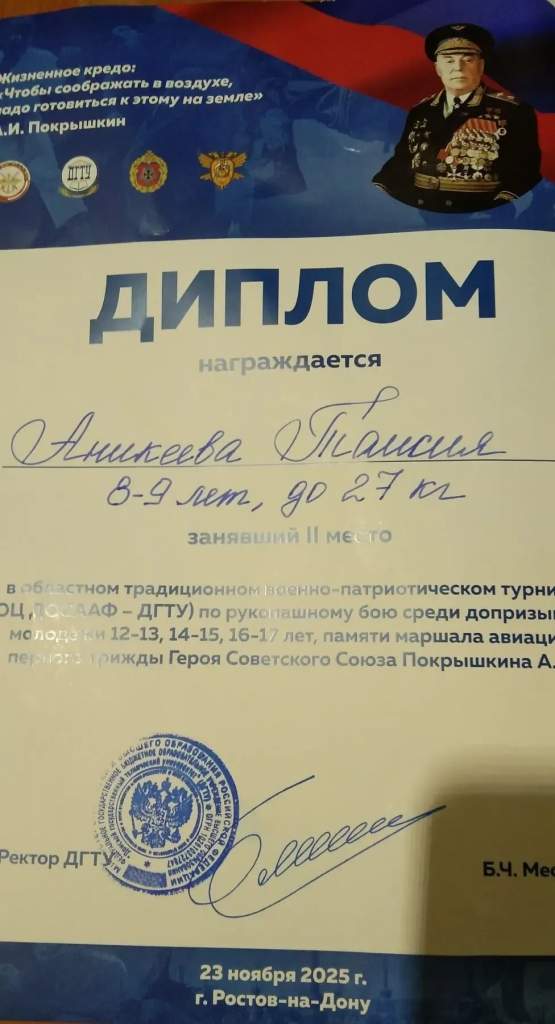 Жизненное кредо:
«Чтобы соображать в воздухе,
надо готовиться к этому на земле»
А.И. Покрышкин
ДГТУ
ДИПЛОМ
награждается
Аникеева Таисия
8-9 лет, до 27 кг
занявший II место
в областном традиционном военно-патриотическом турни
ОЦ ДОСААФ – ДГТУ) по рукопашному бою среди допризы
молодежи 12-13, 14-15, 16-17 лет, памяти маршала авиаци
первого трижды Героя Советского Союза Покрышкина А.
Ректор ДГТУ
Б.Ч. Мес
23 ноября 2025 г.
г. Ростов-на-Дону